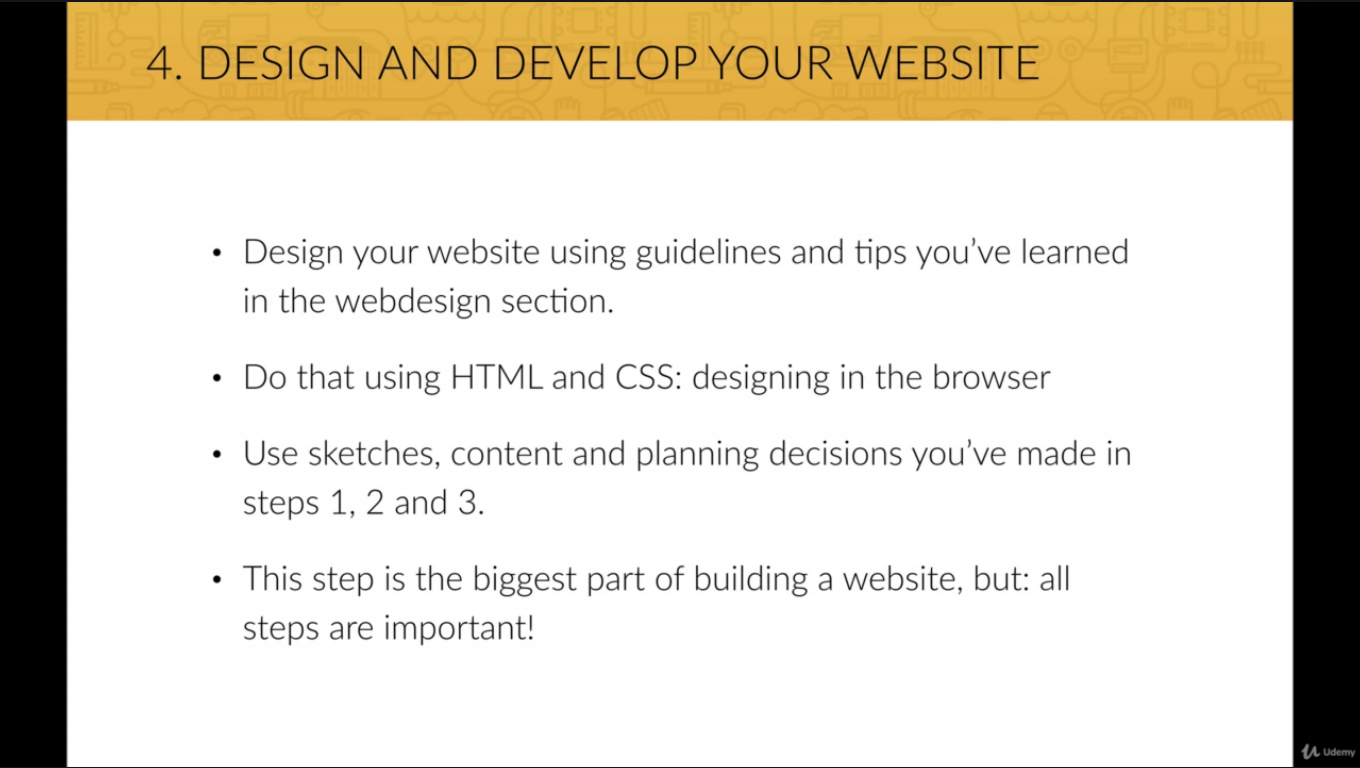 4. DESIGN AND DEVELOP YOUR WEBSITE
• Design your website using guidelines and tips you’ve learned
in the webdesign section.
• Do that using HTML and CSS: designing in the browser
• Use sketches, content and planning decisions you’ve made in
steps 1, 2 and 3.
• This step is the biggest part of building a website, but: all
steps are important!
Udemy